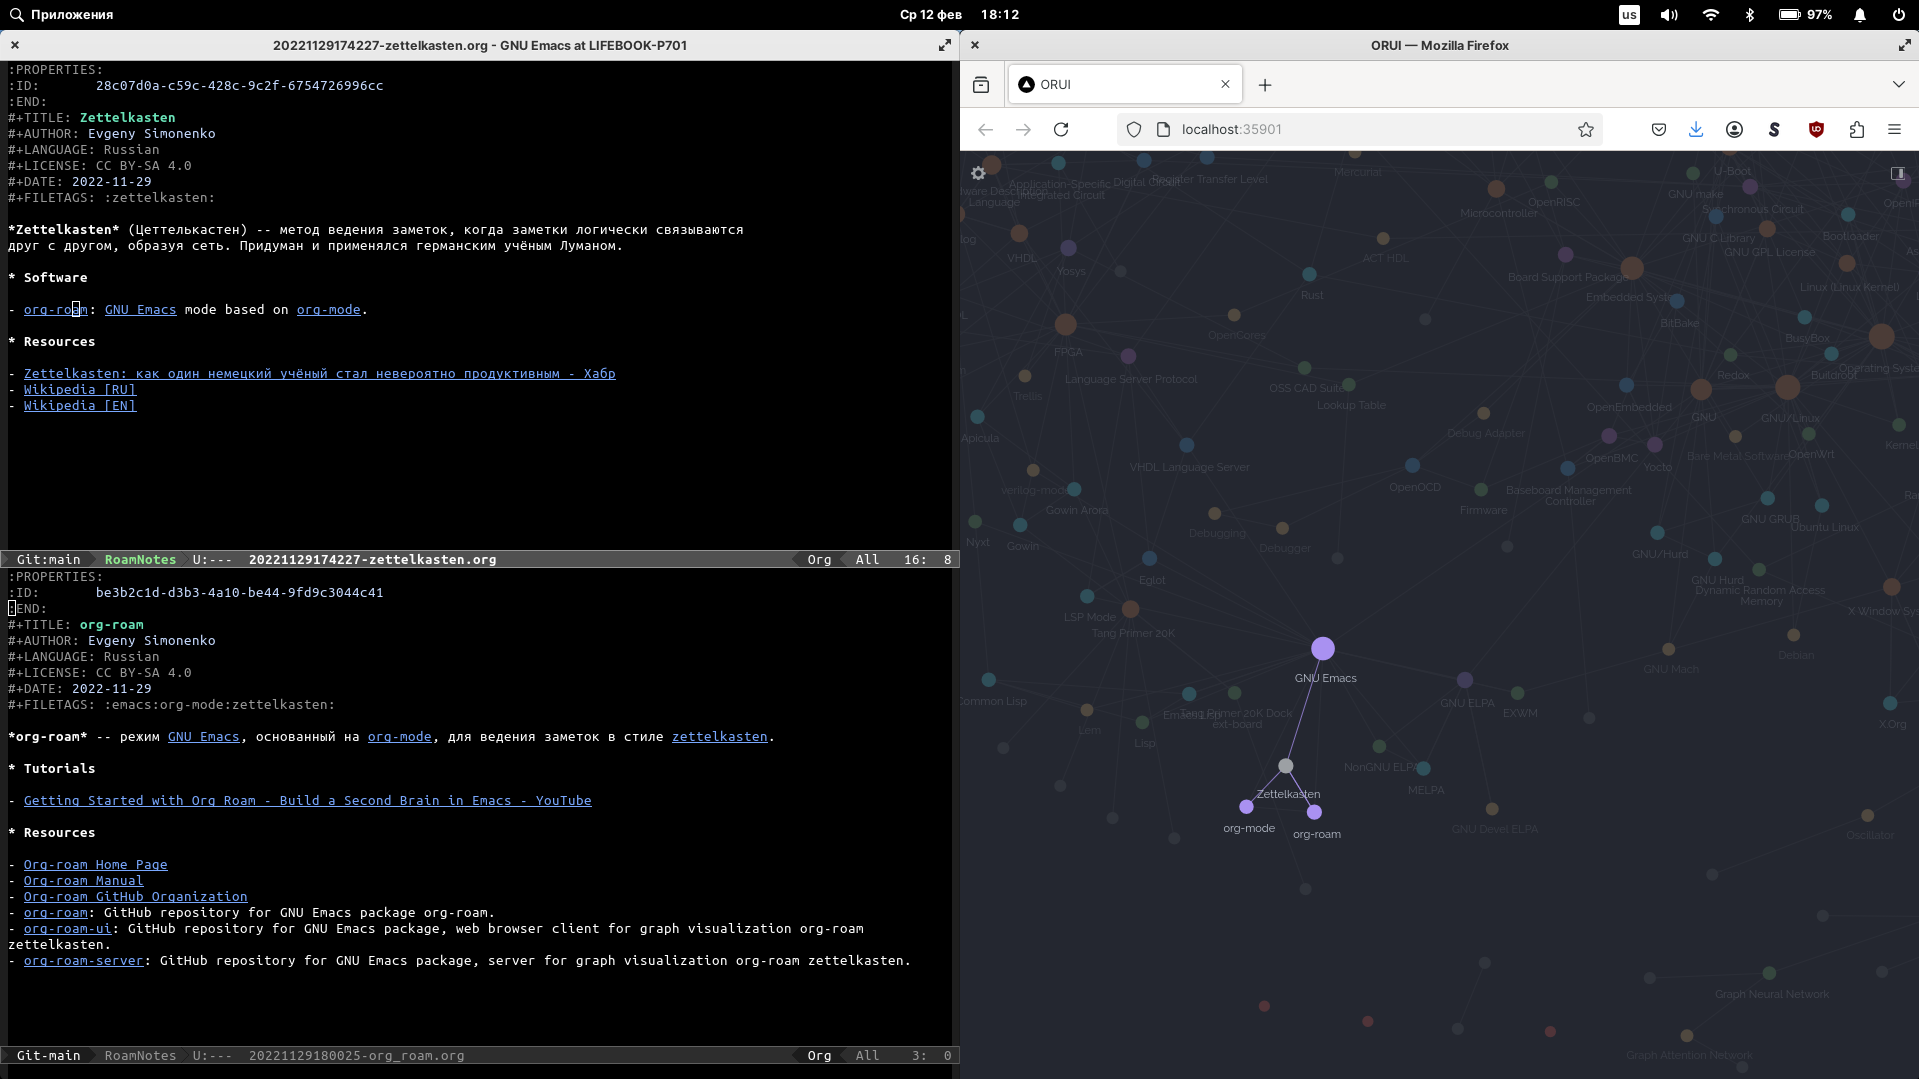 Приложения
Ср 12 фев 18:12
us
97%
20221129174227-zettelkasten.org - GNU Emacs at LIFEBOOK-P701
:PROPERTIES:
:ID: 28c07d0a-c59c-428c-9c2f-6754726996cc
:END:
#+TITLE: Zettelkasten
#+AUTHOR: Evgeny Simonenko
#+LANGUAGE: Russian
#+LICENSE: CC BY-SA 4.0
#+DATE: 2022-11-29
#+FILETAGS: :zettelkasten:
*Zettelkasten* (Цеттелькастен) -- метод ведения заметок, когда заметки логически связываются
друг с другом, образуя сеть. Придуман и применялся германским учёным Луманом.
* Software
- org-roam: GNU Emacs mode based on org-mode.
* Resources
- Zettelkasten: как один немецкий учёный стал невероятно продуктивным - Хабр
- Wikipedia [RU]
- Wikipedia [EN]
Git:main RoamNotes U:--- 20221129174227-zettelkasten.org Org All 16: 8
:PROPERTIES:
:ID: be3b2c1d-d3b3-4a10-be44-9fd9c3044c41
:END:
#+TITLE: org-roam
#+AUTHOR: Evgeny Simonenko
#+LANGUAGE: Russian
#+LICENSE: CC BY-SA 4.0
#+DATE: 2022-11-29
#+FILETAGS: :emacs:org-mode:zettelkasten:
*org-roam* -- режим GNU Emacs, основанный на org-mode, для ведения заметок в стиле zettelkasten.
* Tutorials
- Getting Started with Org Roam - Build a Second Brain in Emacs - YouTube
* Resources
- Org-roam Home Page
- Org-roam Manual
- Org-roam GitHub Organization
- org-roam: GitHub repository for GNU Emacs package org-roam.
- org-roam-ui: GitHub repository for GNU Emacs package, web browser client for graph visualization org-roam
zettelkasten.
- org-roam-server: GitHub repository for GNU Emacs package, server for graph visualization org-roam zettelkasten.
Git-main RoamNotes U:--- 20221129180025-org_roam.org Org All 3: 0
ORUI — Mozilla Firefox
ORUI
localhost:35901
Mercurial
U-Boot
Application-Specific
Integrated Circuit
Digital Circuit
Register Transfer Level
Language
OpenRISC
GNU make
Microcontroller
Synchronous Circuit
VHDL
Yosys
ACT HDL
GNU C Library
GNU GPL License
Bootloader
Rust
Board Support Package
Embedded System
Linux (Linux Kernel)
OpenCores
BitBake
BusyBox
FPGA
Language Server Protocol
OSS CAD Suite
Lookup Table
Redox
Buildroot
Operating Syste
Trellis
OpenEmbedded
GNU
GNU/Linux
Apicula
VHDL Language Server
Debug Adapter
OpenBMC
Yocto
Bare Metal Software
OpenWrt
Kernel
verilog-mode
Gowin Arora
OpenOCD
Firmware
Baseboard Management
Controller
GNU GRUB
Ubuntu Linux
Nyxt
Gowin
Debugging
Debugger
GNU/Hurd
Eglot
GNU Hurd
Dynamic Random Access
Memory
LSP Mode
Tang Primer 20K
X Window Sys
GNU Emacs
GNU Mach
Debian
Common Lisp
Emacs Lisp
Tang Primer 20K Dock
ext-board
GNU ELPA
EXWM
X.Org
Lem
Lisp
NonGNU ELPA
MELPA
Zettelkasten
org-mode
org-roam
GNU Devel ELPA
Oscillator
Graph Neural Network
Graph Attention Network